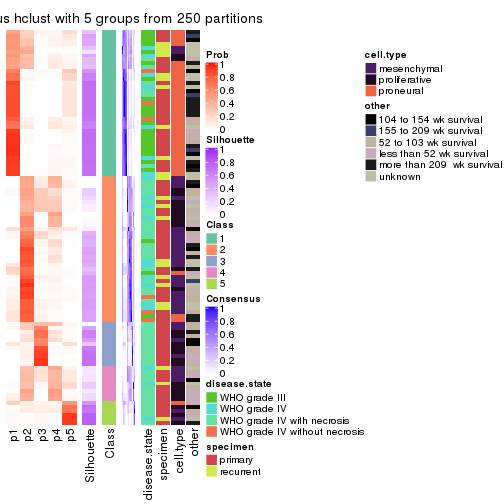 us hclust with 5 groups from 250 partitions
Prob
1
0.8
0.6
0.4
0.2
0
Silhouette
1
0.8
0.6
0.4
0.2
0
Class
1
2
3
4
5
Consensus
1
0.8
0.6
0.4
0.2
0
disease.state
WHO grade III
WHO grade IV
WHO grade IV with necrosis
WHO grade IV without necrosis
specimen
primary
recurrent
cell.type
mesenchymal
proliferative
proneural
other
104 to 154 wk survival
155 to 209 wk survival
52 to 103 wk survival
less than 52 wk survival
more than 209 wk survival
unknown
p1
p2
p3
p4
p5
Silhouette
Class
disease.state
specimen
cell.type
other